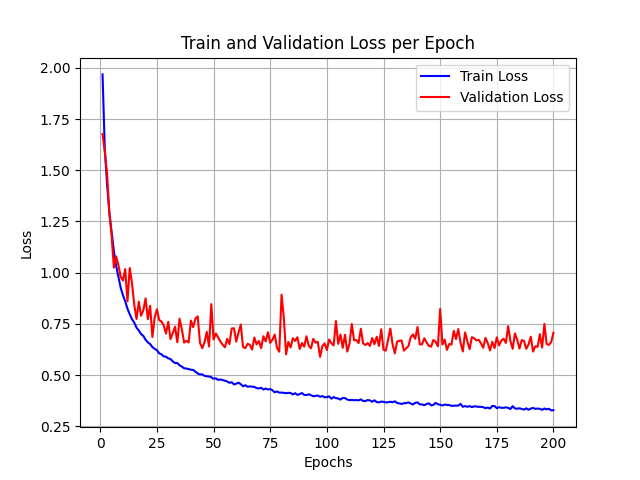 Train and Validation Loss per Epoch
Train Loss
Validation Loss
Loss
2.00
1.75
1.50
1.25
1.00
0.75
0.50
0.25
0 25 50 75 100 125 150 175 200
Epochs